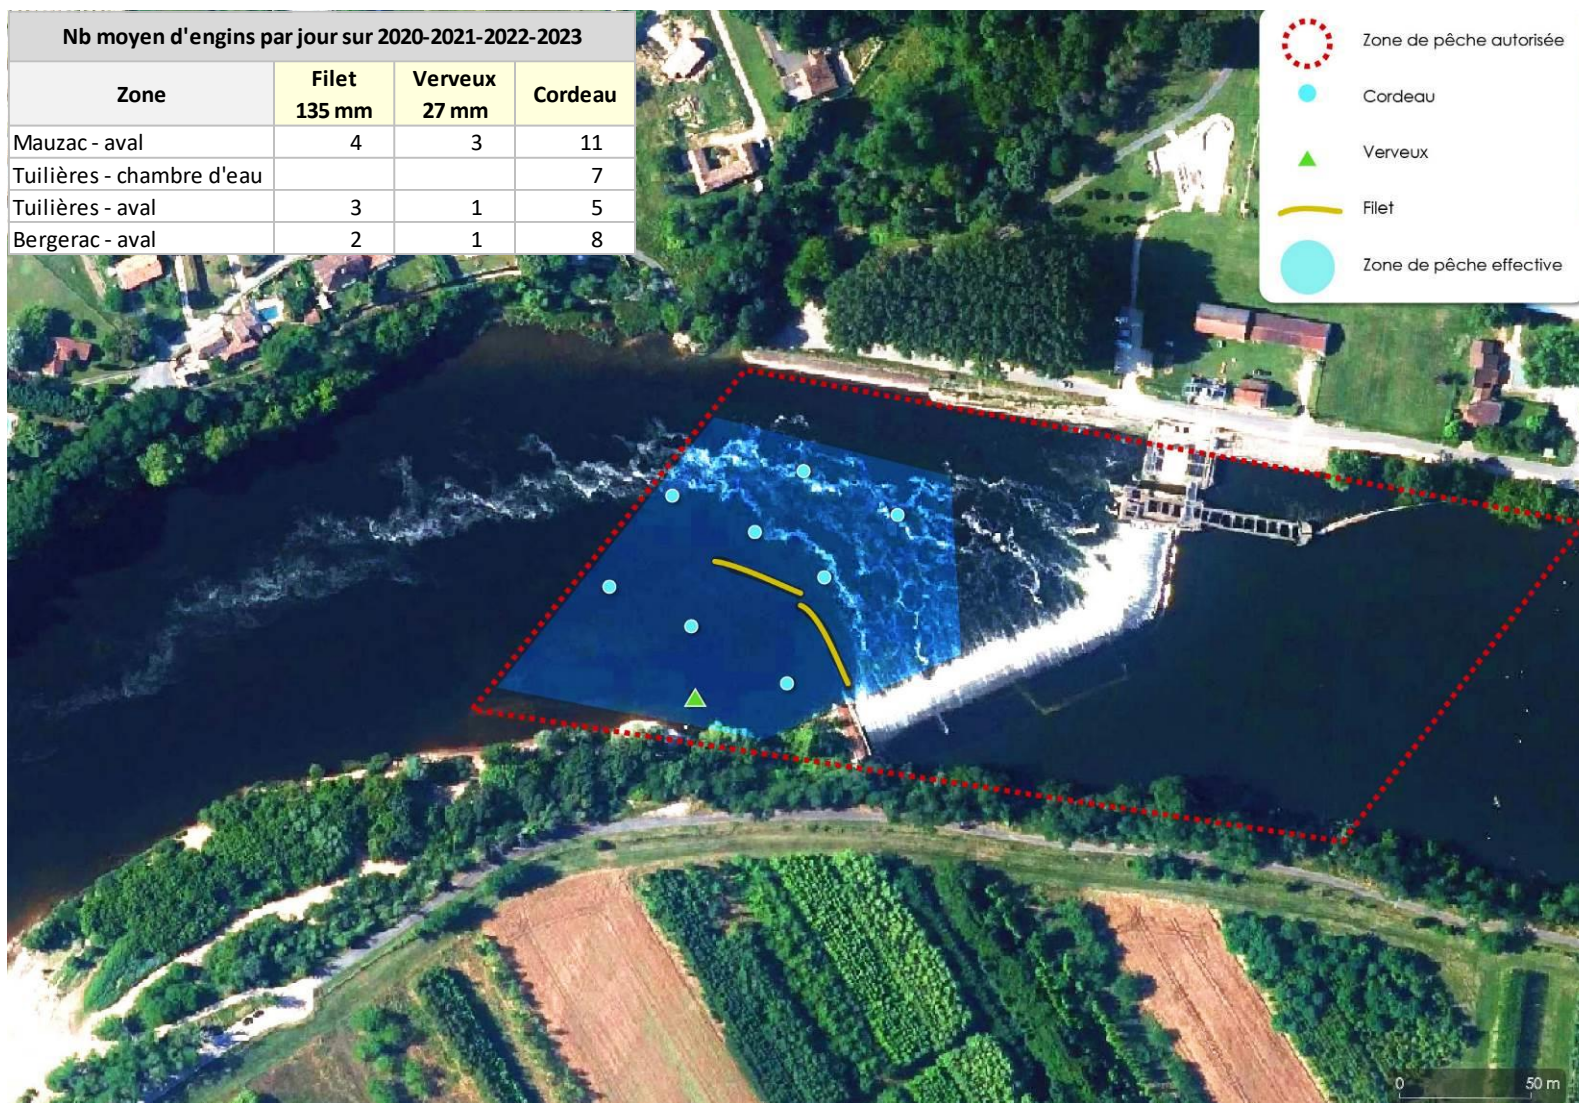 Nb moyen d'engins par jour sur 2020-2021-2022-2023
Zone Filet 135 mm Verveux 27 mm Cordeau
Mauzac - aval 4 3 11
Tuilières - chambre d'eau 7
Tuilières - aval 3 1 5
Bergerac - aval 2 1 8
Zone de pêche autorisée
Cordeau
Verveux
Filet
Zone de pêche effective
0 50 m